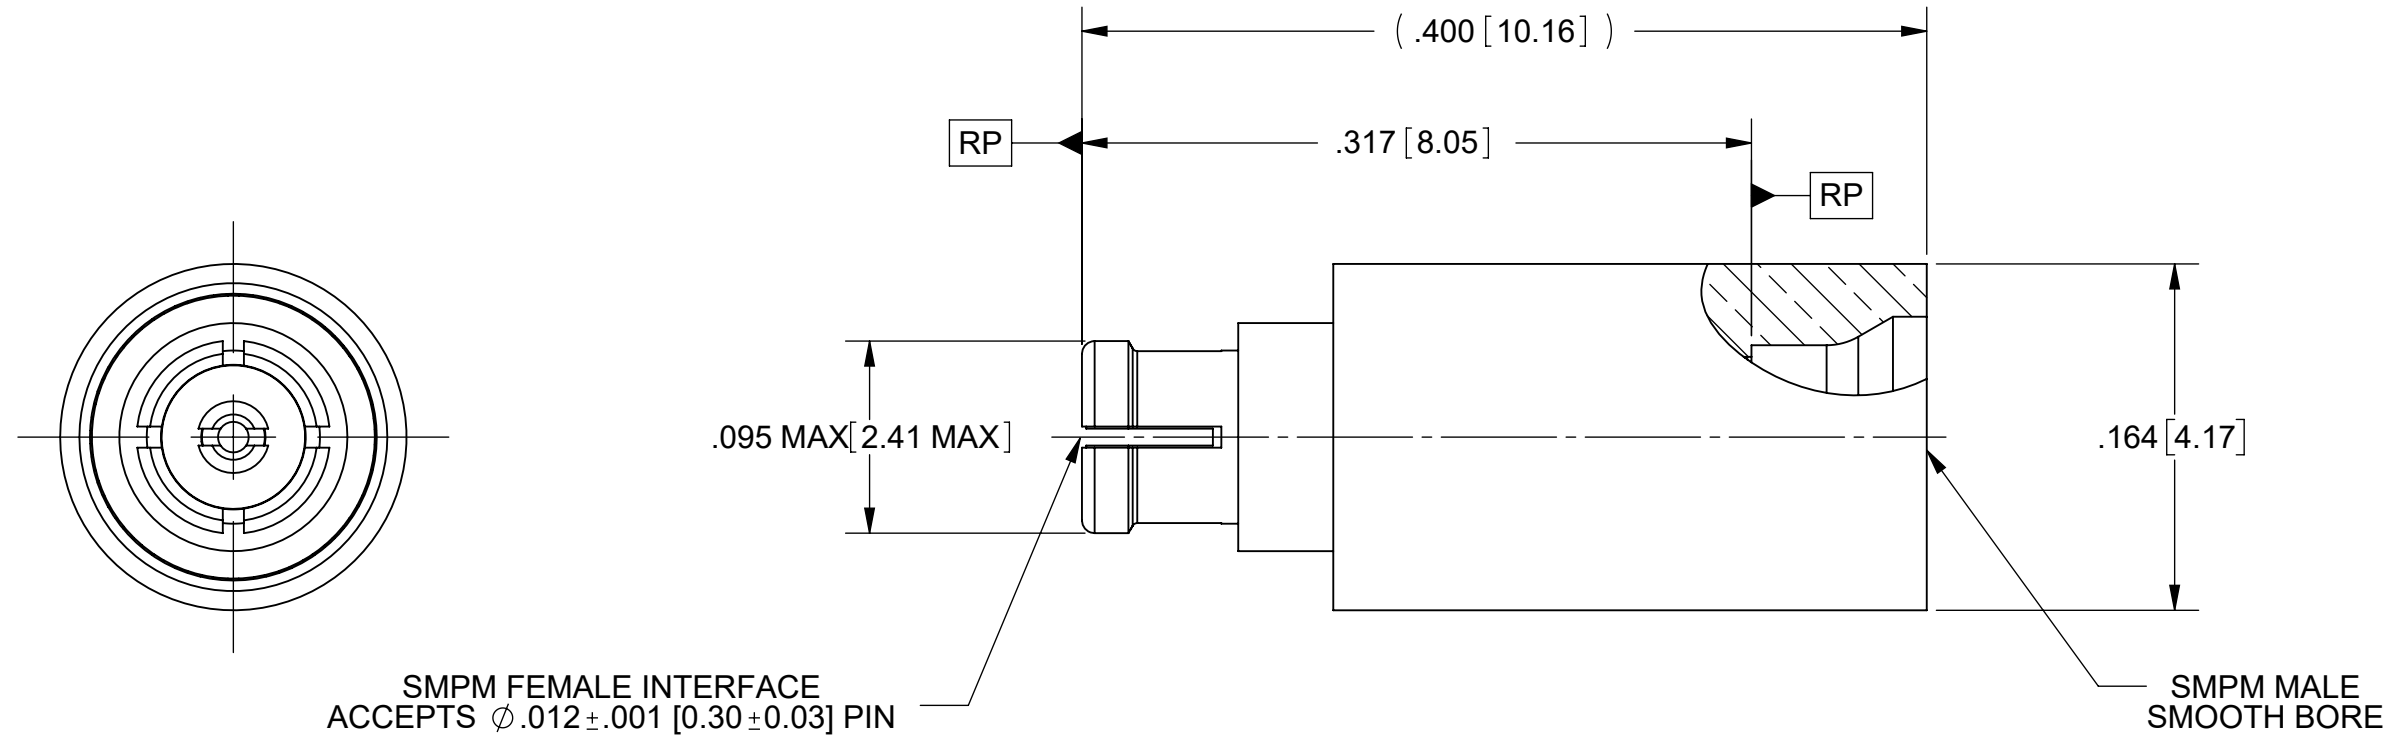 ( .400 [10.16] )
RP
.317 [8.05]
RP
.095 MAX [2.41 MAX]
.164 [4.17]
SMPM FEMALE INTERFACE
ACCEPTS ∅.012±.001 [0.30±0.03] PIN
SMPM MALE
SMOOTH BORE